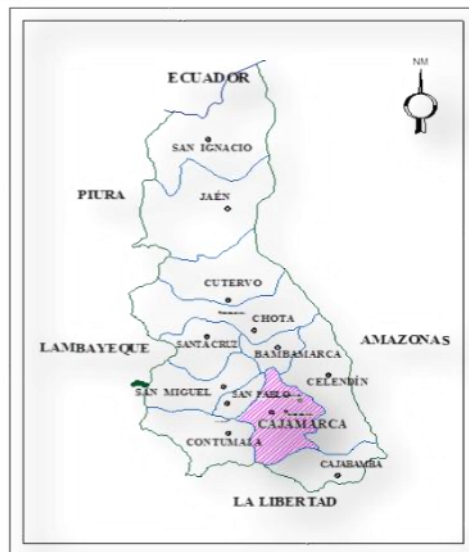 ECUADOR
NM
SAN IGNACIO
PIURA
JAÉN
CUTERVO
CHOTA
SANTA CRUZ
AMAZONAS
LAMBAYEQUE
BAMBAMARCA
CELENDÍN
SAN MIGUEL
SAN PABLO
CAJAMARCA
CONTUMALA
CAJABAMBA
LA LIBERTAD